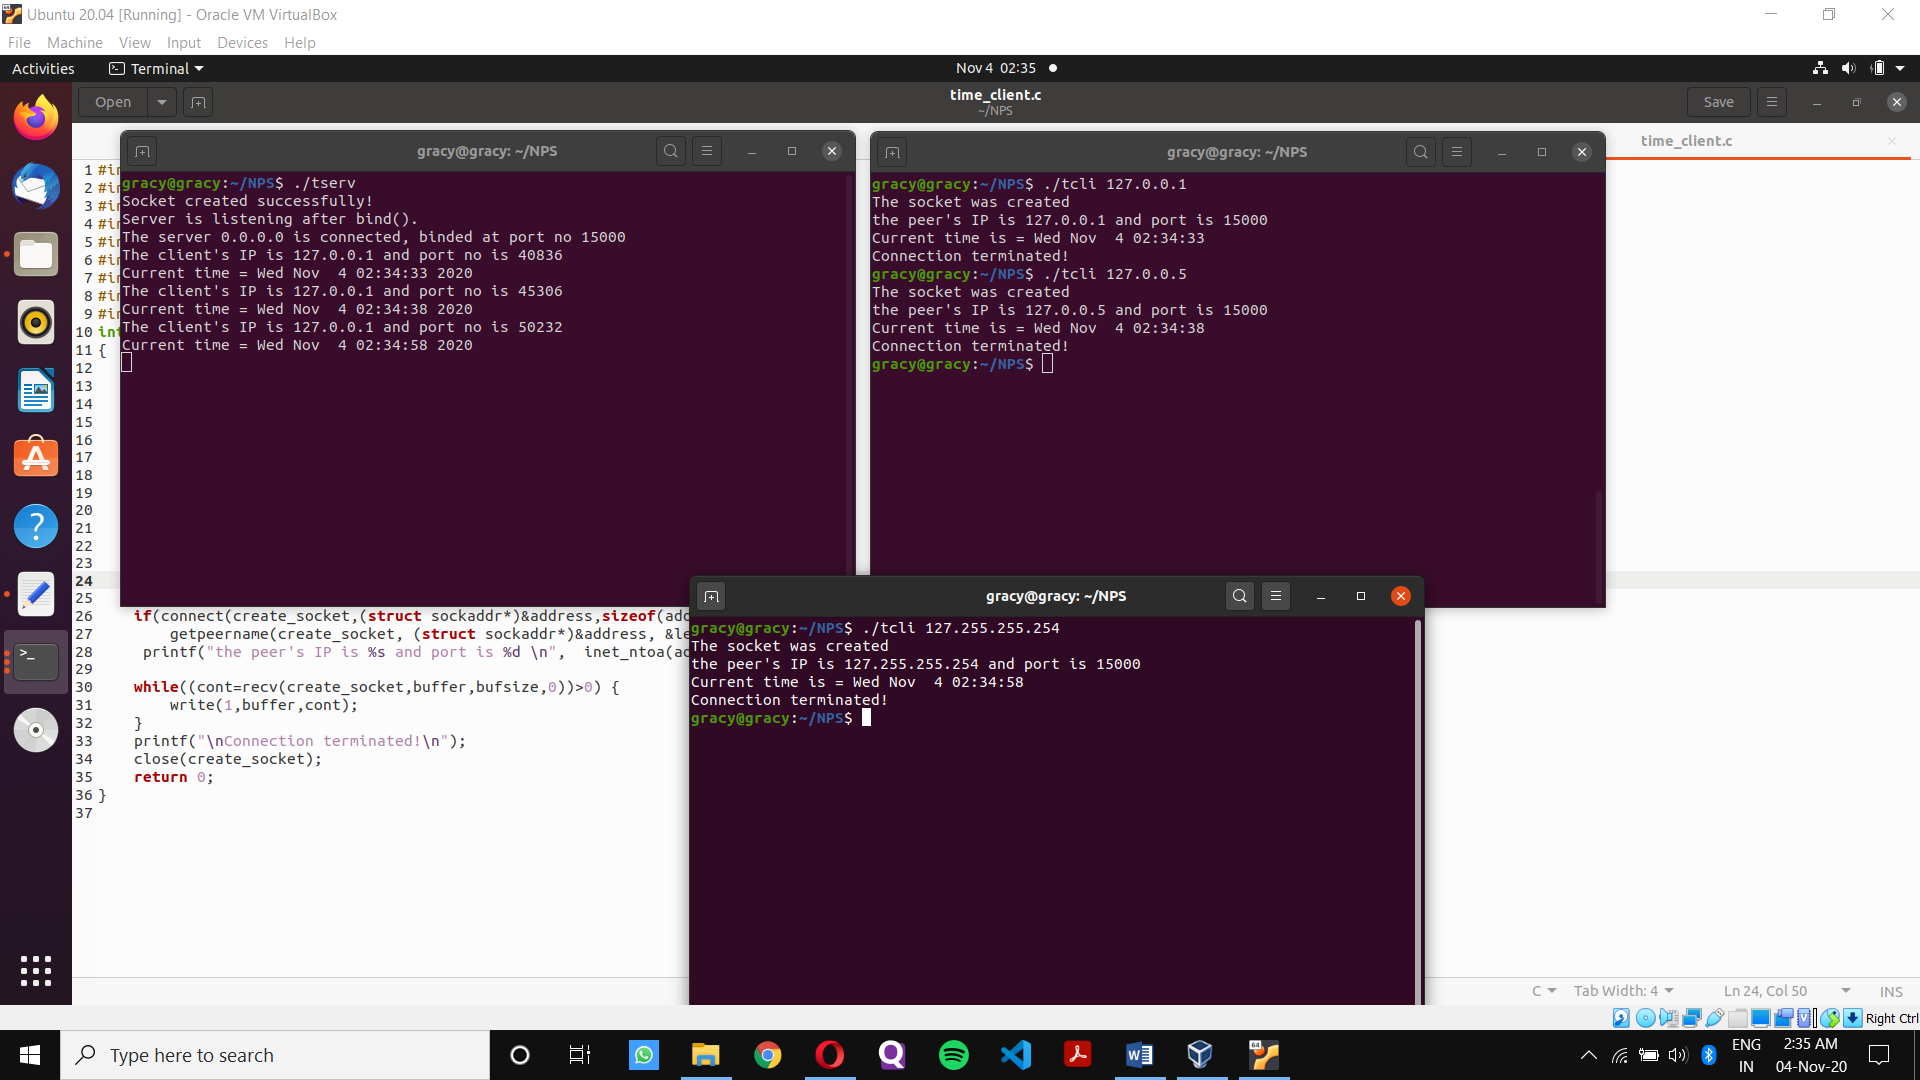 Ubuntu 20.04 [Running] - Oracle VM VirtualBox
File Machine View Input Devices Help
Activities Terminal Nov 4 02:35
Open time_client.c Save
~/NPS
time_client.c
gracy@gracy: ~/NPS
gracy@gracy:~/NPS$ ./tserv
Socket created successfully!
Server is listening after bind().
The server 0.0.0.0 is connected, binded at port no 15000
The client's IP is 127.0.0.1 and port no is 40836
Current time = Wed Nov  4 02:34:33 2020
The client's IP is 127.0.0.1 and port no is 45306
Current time = Wed Nov  4 02:34:38 2020
The client's IP is 127.0.0.1 and port no is 50232
Current time = Wed Nov  4 02:34:58 2020
gracy@gracy: ~/NPS
gracy@gracy:~/NPS$ ./tcli 127.0.0.1
The socket was created
the peer's IP is 127.0.0.1 and port is 15000
Current time is = Wed Nov  4 02:34:33
Connection terminated!
gracy@gracy:~/NPS$ ./tcli 127.0.0.5
The socket was created
the peer's IP is 127.0.0.5 and port is 15000
Current time is = Wed Nov  4 02:34:38
Connection terminated!
gracy@gracy:~/NPS$
gracy@gracy: ~/NPS
gracy@gracy:~/NPS$ ./tcli 127.255.255.254
The socket was created
the peer's IP is 127.255.255.254 and port is 15000
Current time is = Wed Nov  4 02:34:58
Connection terminated!
gracy@gracy:~/NPS$
1
2
3
4
5
6
7
8
9
10
11 {
12
13
14
15
16
17
18
19
20
21
22
23
24
25
26 if(connect(create_socket,(struct sockaddr*)&address,sizeof(
27 getpeername(create_socket, (struct sockaddr*)&address,
28 printf("the peer's IP is %s and port is %d \n", inet_ntoa(
29
30 while((cont=recv(create_socket,buffer,bufsize,0))>0) {
31 write(1,buffer,cont);
32 }
33 printf("\nConnection terminated!\n");
34 close(create_socket);
35 return 0;
36 }
37
C Tab Width: 4 Ln 24, Col 50 INS
Right Ctrl
Type here to search
ENG
IN
2:35 AM
04-Nov-20